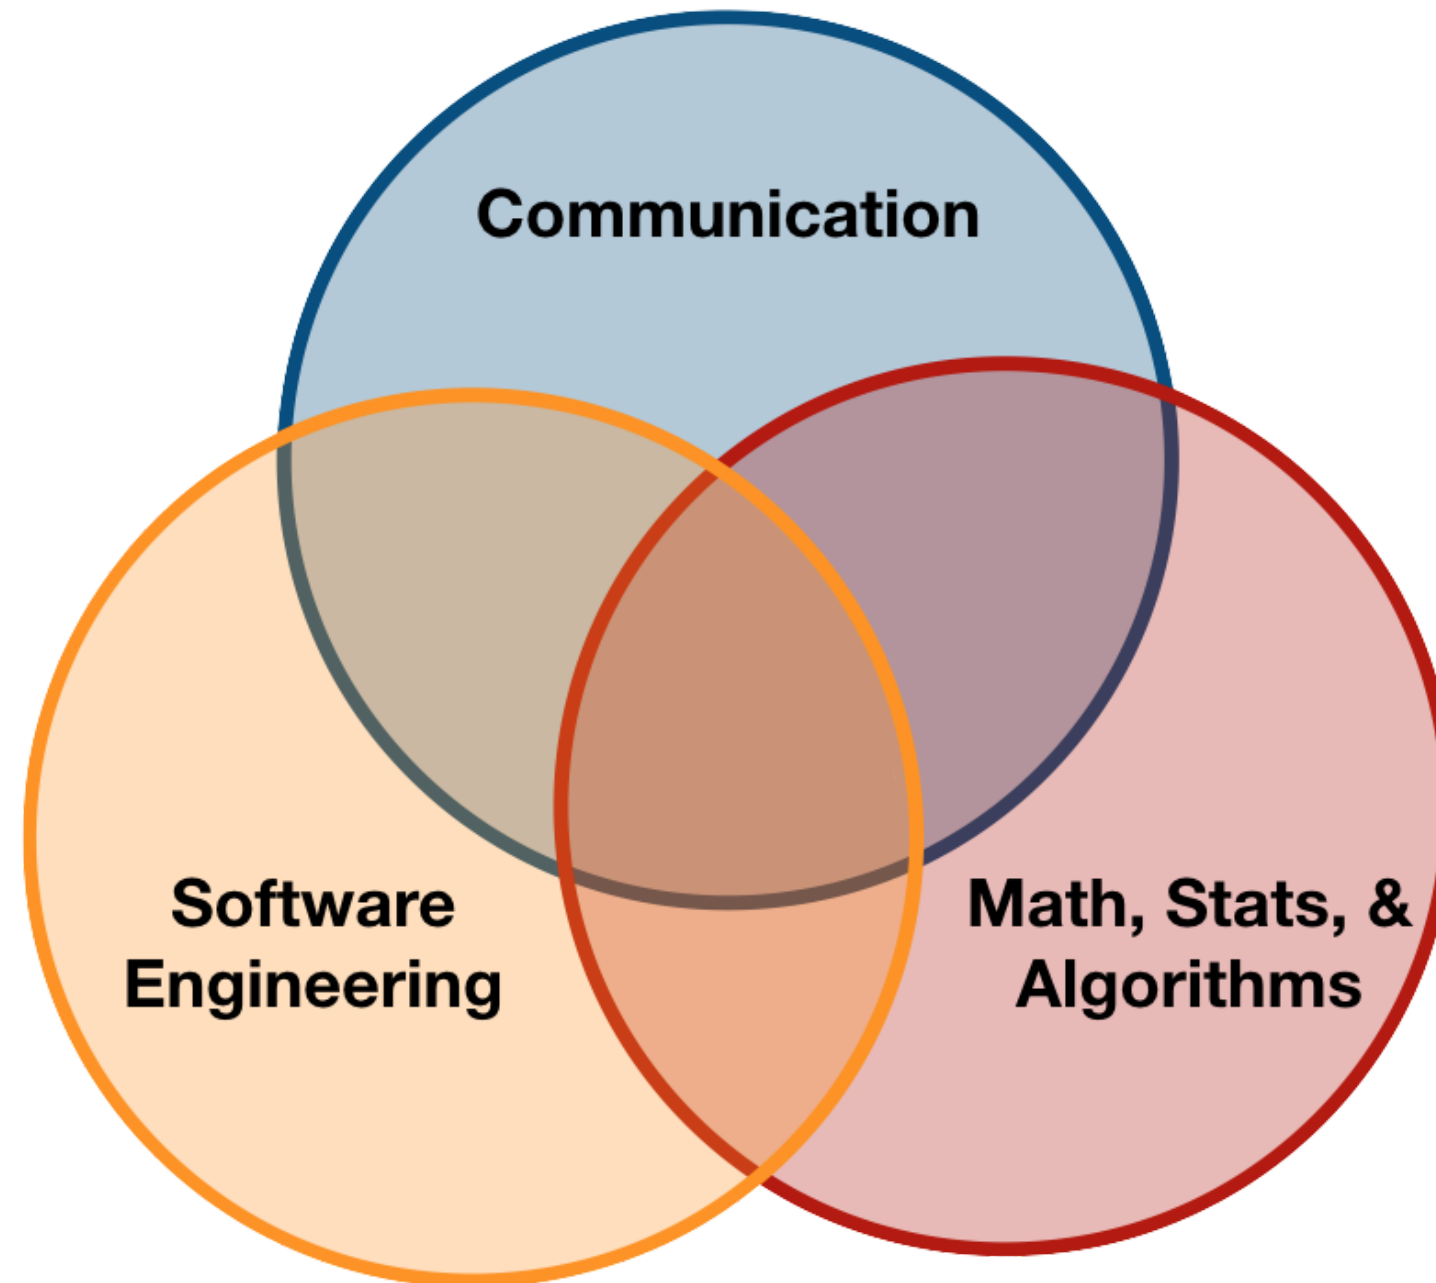 Communication
Software
Engineering
Math, Stats, &
Algorithms